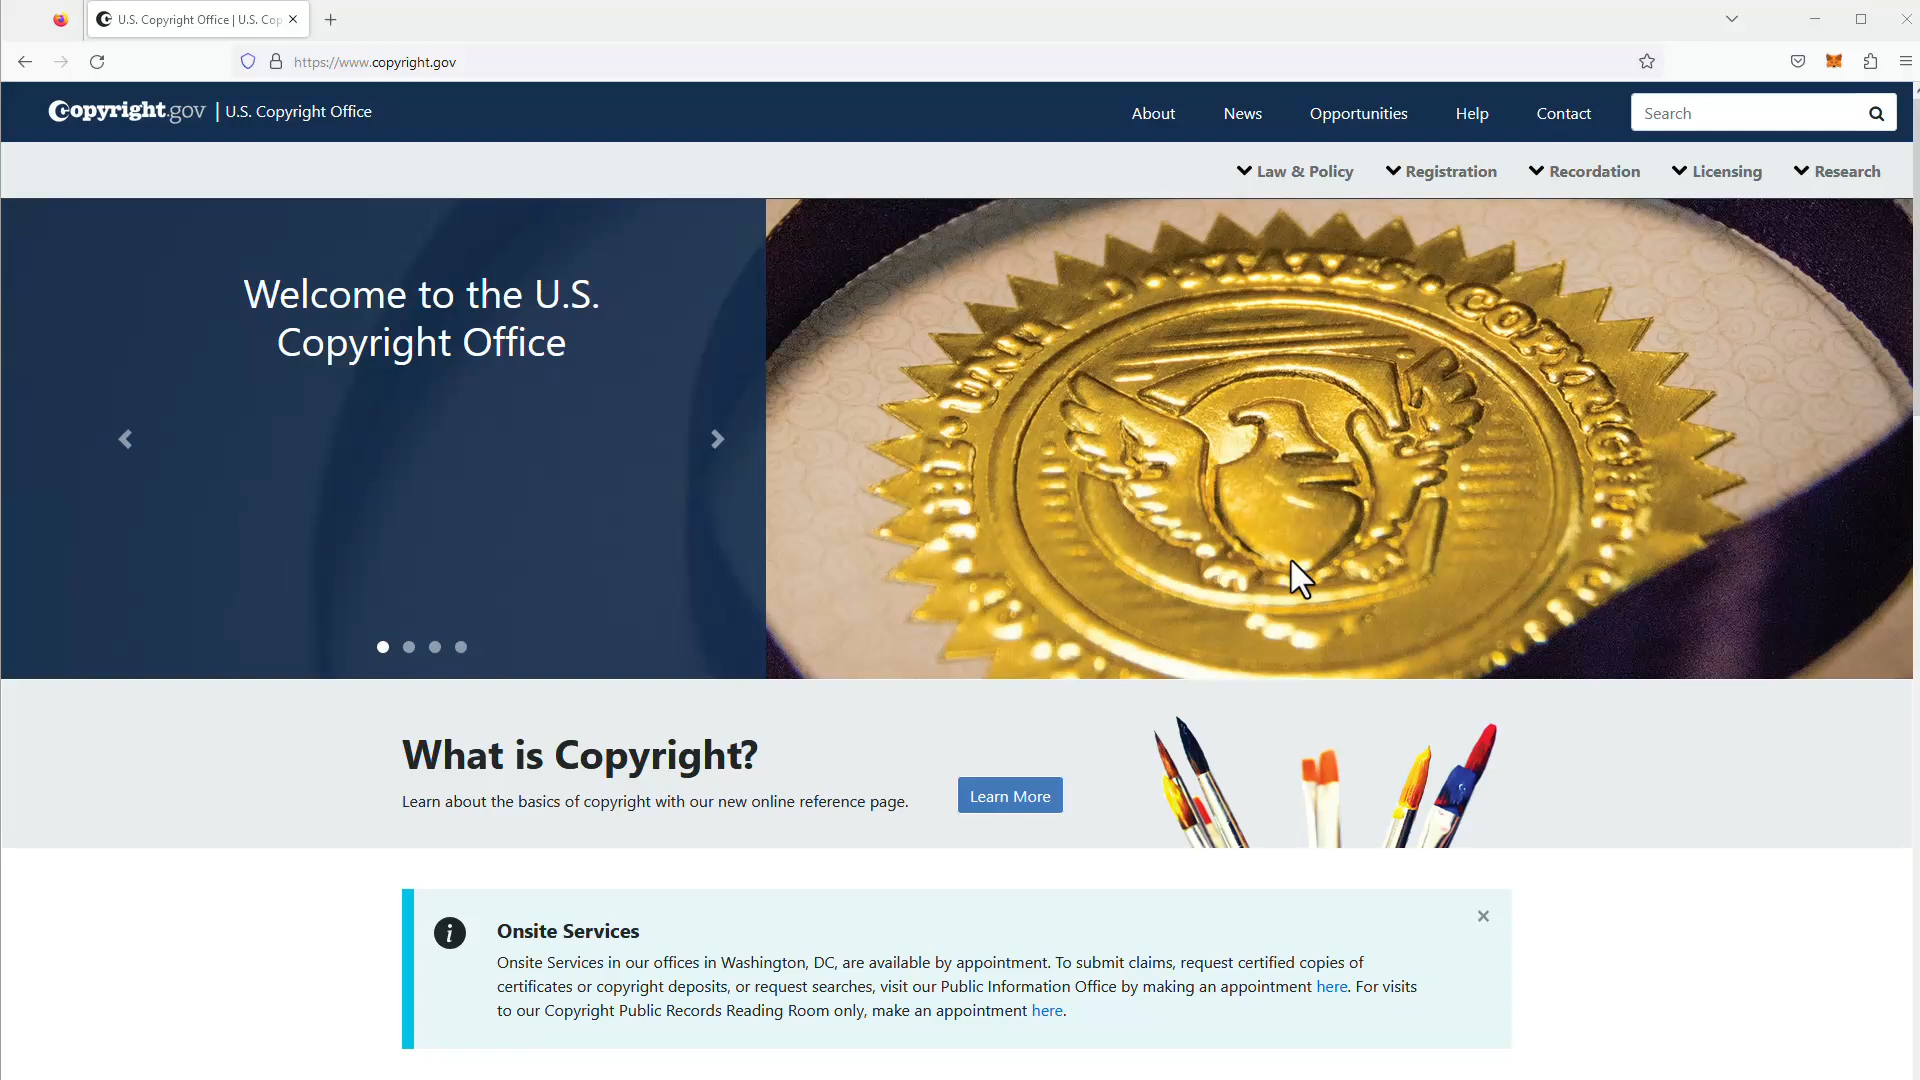 U.S. Copyright Office | U.S. Cop
https://www.copyright.gov
Copyright.gov | U.S. Copyright Office
About News Opportunities Help Contact Search
Law & Policy Registration Recordation Licensing Research
Welcome to the U.S.
Copyright Office
What is Copyright?
Learn about the basics of copyright with our new online reference page.
Learn More
Onsite Services
Onsite Services in our offices in Washington, DC, are available by appointment. To submit claims, request certified copies of
certificates or copyright deposits, or request searches, visit our Public Information Office by making an appointment here. For visits
to our Copyright Public Records Reading Room only, make an appointment here.